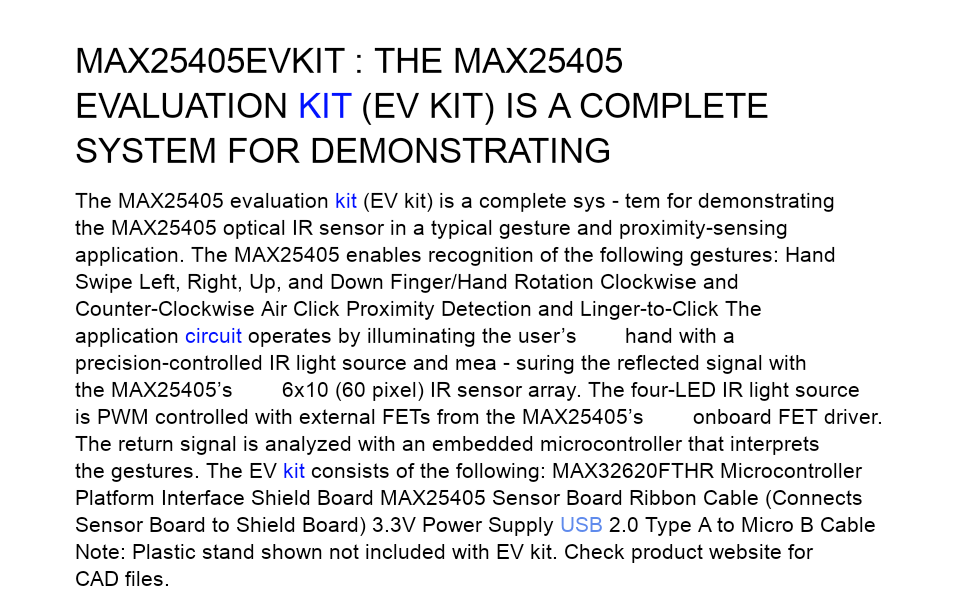 MAX25405EVKIT : THE MAX25405
EVALUATION KIT (EV KIT) IS A COMPLETE
SYSTEM FOR DEMONSTRATING
The MAX25405 evaluation kit (EV kit) is a complete sys - tem for demonstrating
the MAX25405 optical IR sensor in a typical gesture and proximity-sensing
application. The MAX25405 enables recognition of the following gestures: Hand
Swipe Left, Right, Up, and Down Finger/Hand Rotation Clockwise and
Counter-Clockwise Air Click Proximity Detection and Linger-to-Click The
application circuit operates by illuminating the user’s hand with a
precision-controlled IR light source and mea - suring the reflected signal with
the MAX25405’s 6x10 (60 pixel) IR sensor array. The four-LED IR light source
is PWM controlled with external FETs from the MAX25405’s onboard FET driver.
The return signal is analyzed with an embedded microcontroller that interprets
the gestures. The EV kit consists of the following: MAX32620FTHR Microcontroller
Platform Interface Shield Board MAX25405 Sensor Board Ribbon Cable (Connects
Sensor Board to Shield Board) 3.3V Power Supply USB 2.0 Type A to Micro B Cable
Note: Plastic stand shown not included with EV kit. Check product website for
CAD files.